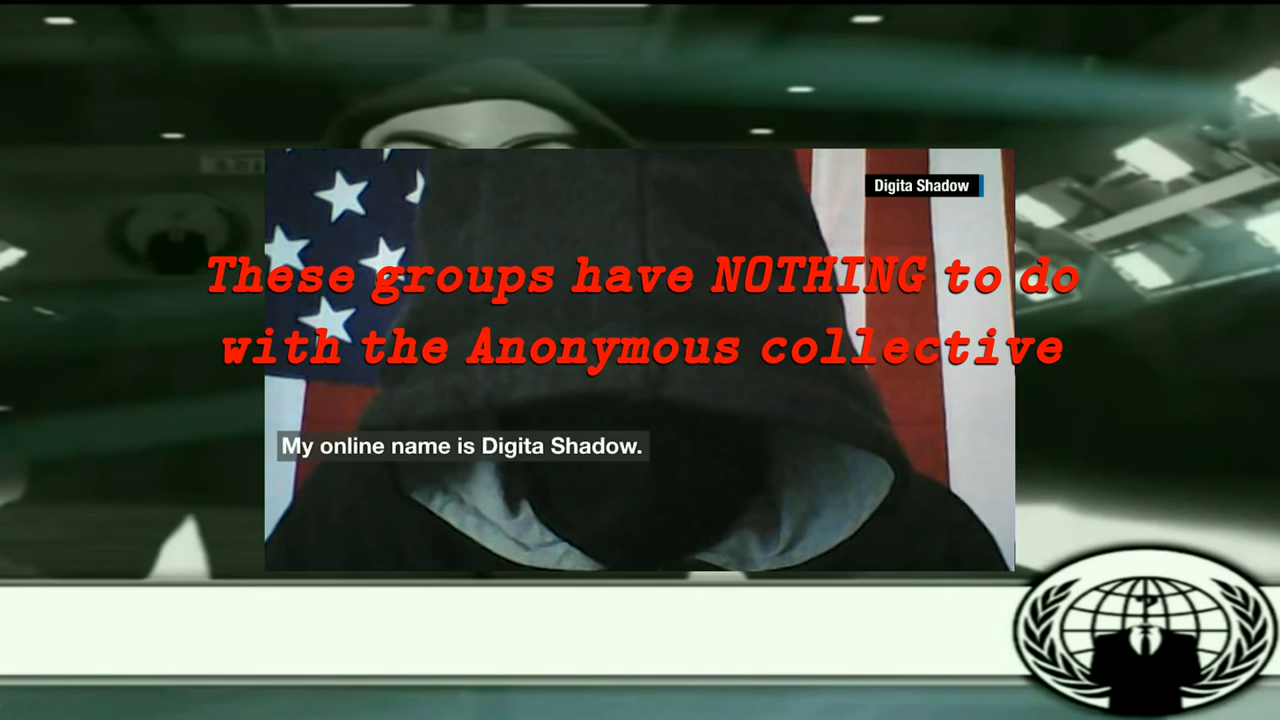 Digita Shadow
These groups have NOTHING to do
with the Anonymous collective
My online name is Digita Shadow.